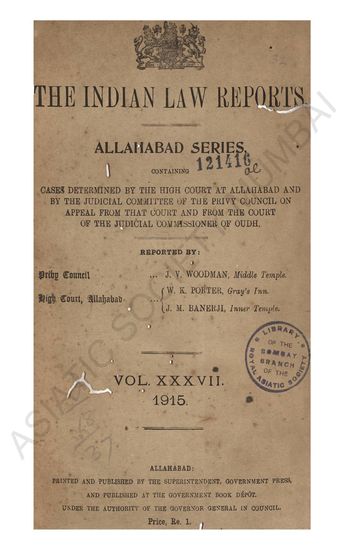 THE INDIAN LAW REPORTS
ALLAHABAD SERIES,
CONTAINING
121416
CASES DETERMINED BY THE HIGH COURT AT ALLAHABAD AND
BY THE JUDICIAL COMMITTEE OF THE PRIVY COUNCIL ON
APPEAL FROM THAT COURT AND FROM THE COURT
OF THE JUDICIAL COMMISSIONER OF OUDH.
REPORTED BY:
Privy Council ... J. V. WOODMAN, Middle Temple.
High Court, Allahabad ... { W. K. PORTER, Gray's Inn.
J. M. BANERJI, Inner Temple.
LIBRARY
OF THE
BOMBAY
BRANCH
OF THE
ROYAL ASIATIC SOCIETY
VOL. XXXVII.
1915.
37
ALLAHABAD:
PRINTED AND PUBLISHED BY THE SUPERINTENDENT, GOVERNMENT PRESS,
AND PUBLISHED AT THE GOVERNMENT BOOK DÉPÔT.
UNDER THE AUTHORITY OF THE GOVERNOR GENERAL IN COUNCIL.
Price, Re. 1.
ASIATIC SOCIETY MUMBAI